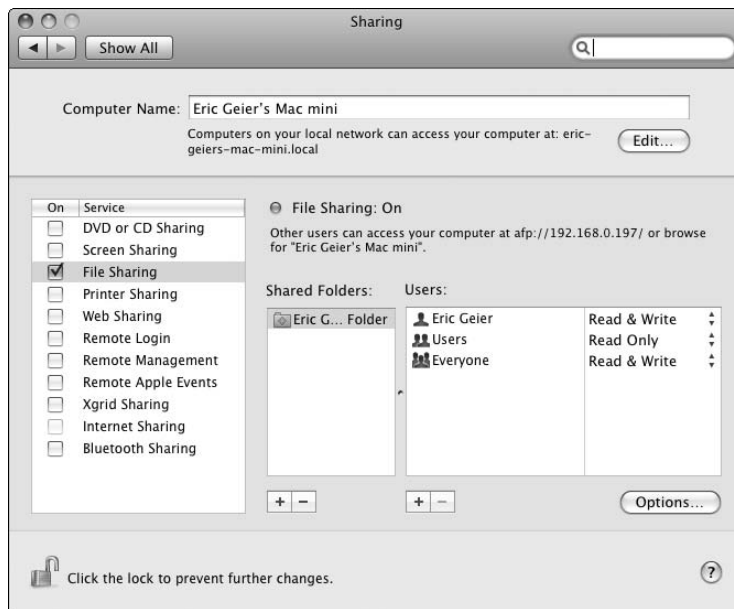 Sharing
Show All
Computer Name: Eric Geier's Mac mini
Computers on your local network can access your computer at: eric-
geiers-mac-mini.local
Edit...
On Service
DVD or CD Sharing
Screen Sharing
File Sharing
Printer Sharing
Web Sharing
Remote Login
Remote Management
Remote Apple Events
Xgrid Sharing
Internet Sharing
Bluetooth Sharing
File Sharing: On
Other users can access your computer at afp://192.168.0.197/ or browse
for "Eric Geier's Mac mini".
Shared Folders:
Eric G... Folder
Users:
Eric Geier Read & Write
Users Read Only
Everyone Read & Write
+ −
+ −
Options...
Click the lock to prevent further changes.
?